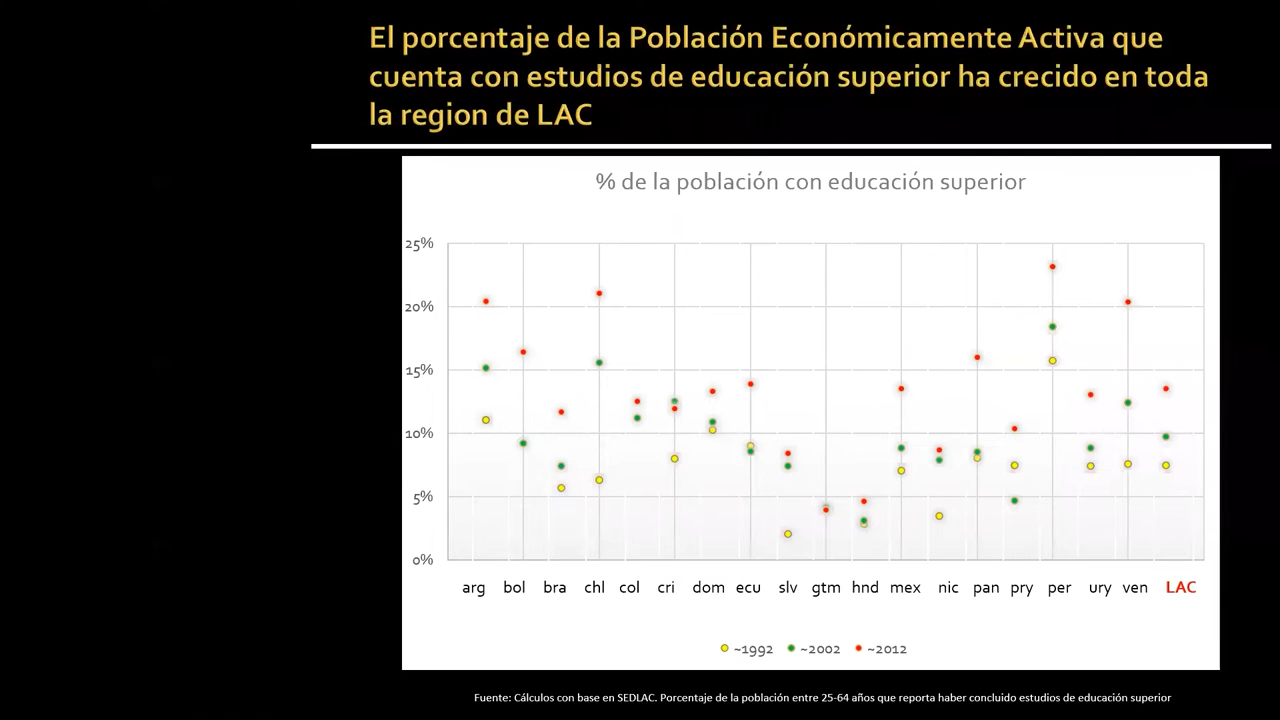 El porcentaje de la Población Económicamente Activa que
cuenta con estudios de educación superior ha crecido en toda
la region de LAC
% de la población con educación superior
25%
20%
15%
10%
5%
0%
arg bol bra chl col cri dom ecu slv gtm hnd mex nic pan pry per ury ven LAC
~1992 ~2002 ~2012
Fuente: Cálculos con base en SEDLAC. Porcentaje de la población entre 25-64 años que reporta haber concluido estudios de educación superior